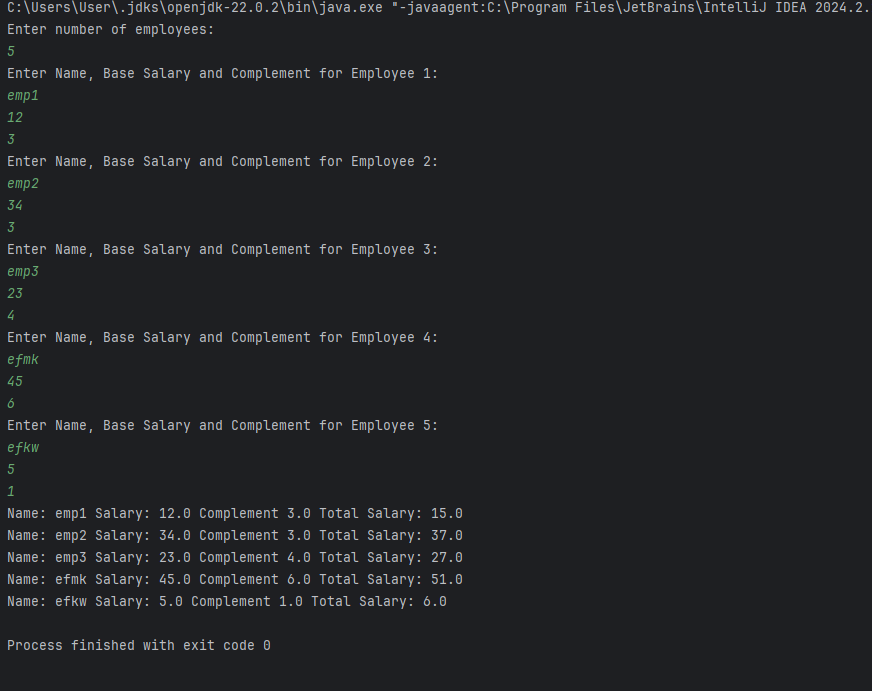 C:\Users\User\.jdks\openjdk-22.0.2\bin\java.exe "-javaagent:C:\Program Files\JetBrains\IntelliJ IDEA 2024.2.
Enter number of employees:
5
Enter Name, Base Salary and Complement for Employee 1:
emp1
12
3
Enter Name, Base Salary and Complement for Employee 2:
emp2
34
3
Enter Name, Base Salary and Complement for Employee 3:
emp3
23
4
Enter Name, Base Salary and Complement for Employee 4:
efmk
45
6
Enter Name, Base Salary and Complement for Employee 5:
efkw
5
1
Name: emp1 Salary: 12.0 Complement 3.0 Total Salary: 15.0
Name: emp2 Salary: 34.0 Complement 3.0 Total Salary: 37.0
Name: emp3 Salary: 23.0 Complement 4.0 Total Salary: 27.0
Name: efmk Salary: 45.0 Complement 6.0 Total Salary: 51.0
Name: efkw Salary: 5.0 Complement 1.0 Total Salary: 6.0
Process finished with exit code 0